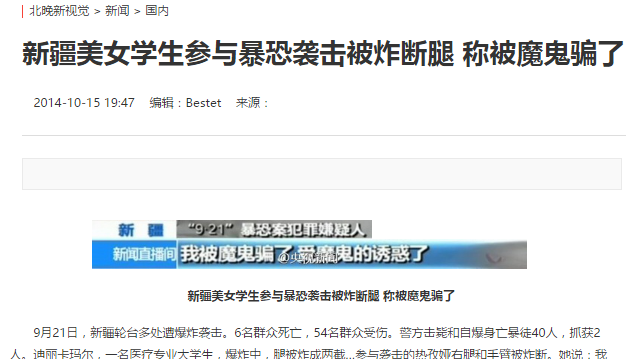 北晚新视觉 > 新闻 > 国内
新疆美女学生参与暴恐袭击被炸断腿 称被魔鬼骗了
2014-10-15 19:47 编辑：Bestet 来源：
新 疆 “9·21”暴恐案犯罪嫌疑人
新闻直播间 我被魔鬼骗了 受魔鬼的诱惑了
@央视新闻
新疆美女学生参与暴恐袭击被炸断腿 称被魔鬼骗了
9月21日，新疆轮台多处遭爆炸袭击。6名群众死亡，54名群众受伤。警方击毙和自爆身亡暴徒40人，抓获2
人。迪丽卡玛尔，一名医疗专业大学生，爆炸中，腿被炸成两截…参与袭击的热孜娅右腿和手臂被炸断。她说：我